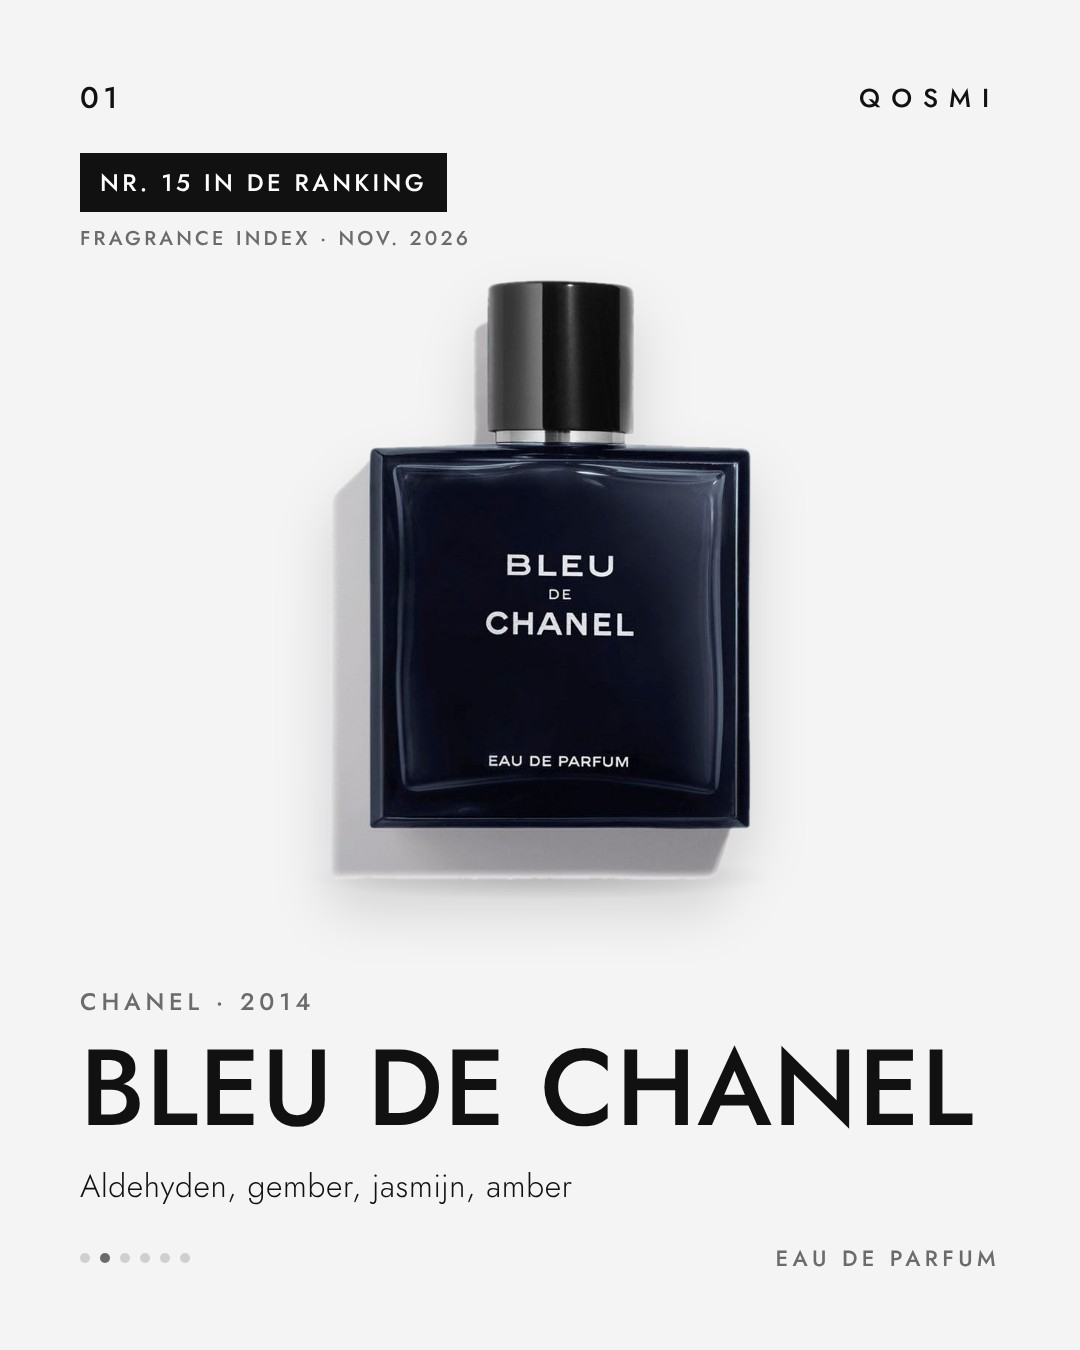 01
QOSMI
NR. 15 IN DE RANKING
FRAGRANCE INDEX · NOV. 2026
BLEU
DE
CHANEL
EAU DE PARFUM
CHANEL · 2014
BLEU DE CHANEL
Aldehyden, gember, jasmijn, amber
EAU DE PARFUM